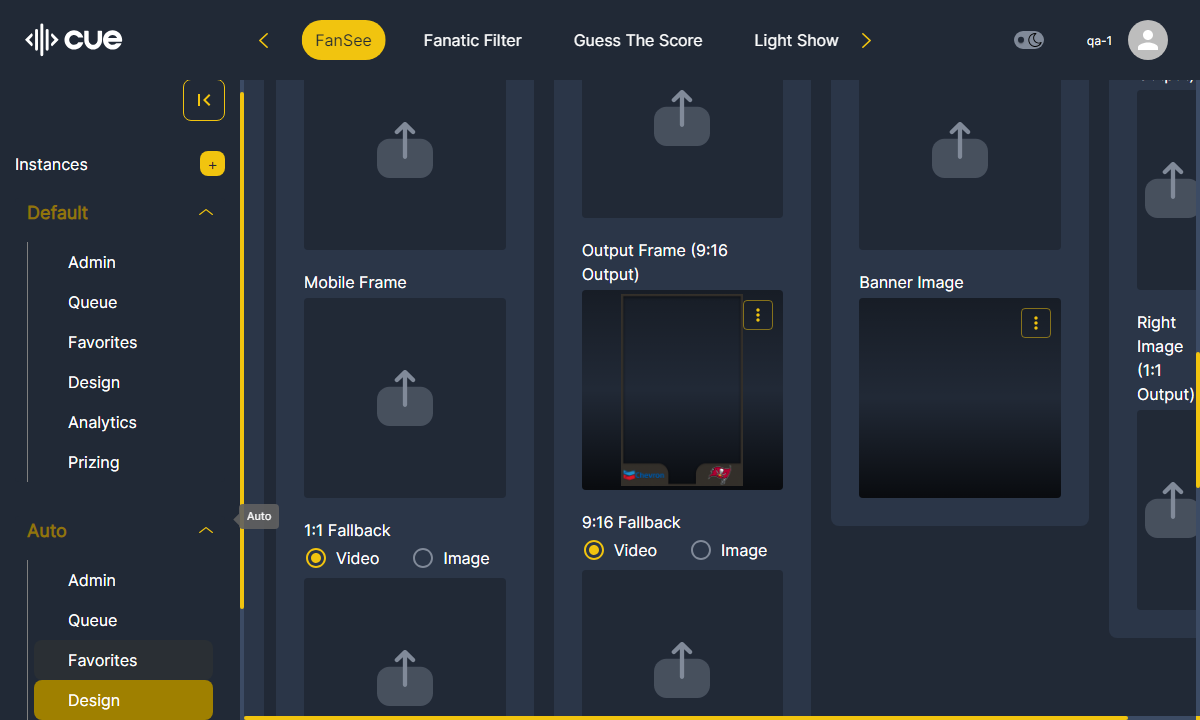 cue
FanSee
Fanatic Filter
Guess The Score
Light Show
qa-1
Instances
+
Default
Admin
Queue
Favorites
Design
Analytics
Prizing
Auto
Admin
Queue
Favorites
Design
Auto
Mobile Frame
1:1 Fallback
Video
Image
Output Frame (9:16
Output)
9:16 Fallback
Video
Image
Banner Image
Right
Image
(1:1
Output)